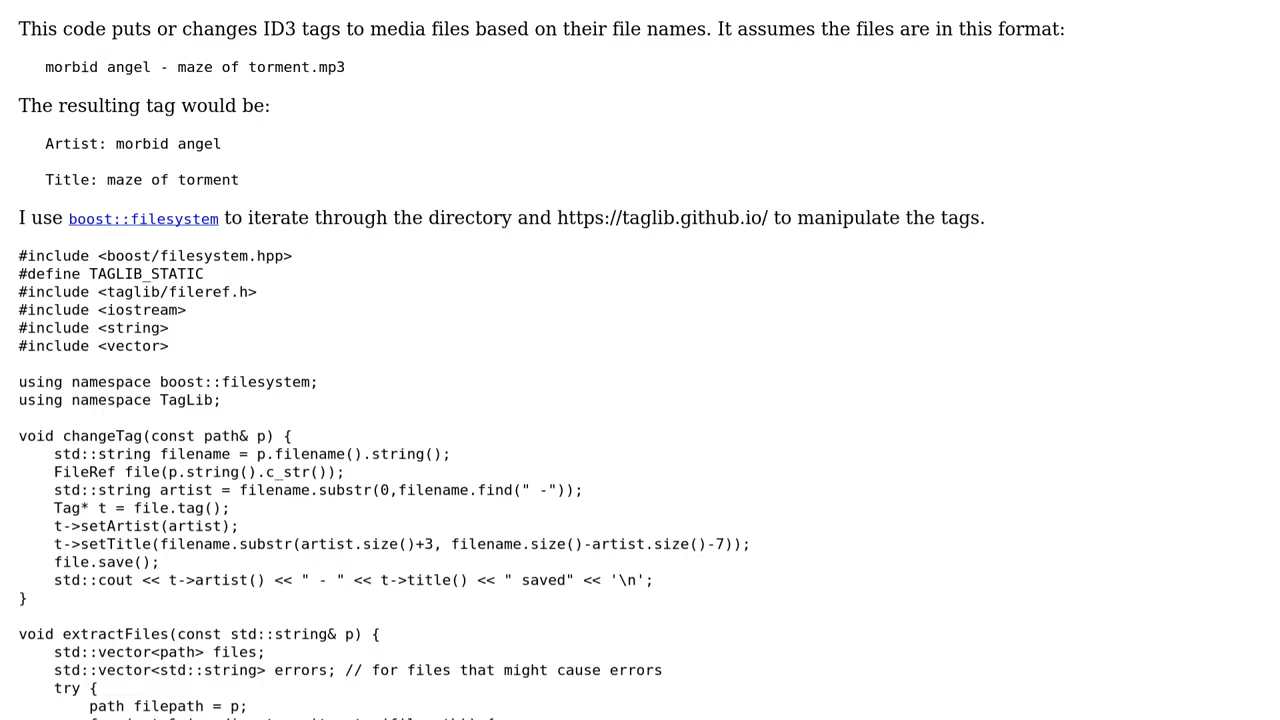 This code puts or changes ID3 tags to media files based on their file names. It assumes the files are in this format:
morbid angel - maze of torment.mp3
The resulting tag would be:
Artist: morbid angel
Title: maze of torment
I use boost::filesystem to iterate through the directory and https://taglib.github.io/ to manipulate the tags.
#include <boost/filesystem.hpp>
#define TAGLIB_STATIC
#include <taglib/fileref.h>
#include <iostream>
#include <string>
#include <vector>
using namespace boost::filesystem;
using namespace TagLib;
void changeTag(const path& p) {
    std::string filename = p.filename().string();
    FileRef file(p.string().c_str());
    std::string artist = filename.substr(0,filename.find(" -"));
    Tag* t = file.tag();
    t->setArtist(artist);
    t->setTitle(filename.substr(artist.size()+3, filename.size()-artist.size()-7));
    file.save();
    std::cout << t->artist() << " - " << t->title() << " saved" << '\n';
}
void extractFiles(const std::string& p) {
    std::vector<path> files;
    std::vector<std::string> errors; // for files that might cause errors
    try {
        path filepath = p;